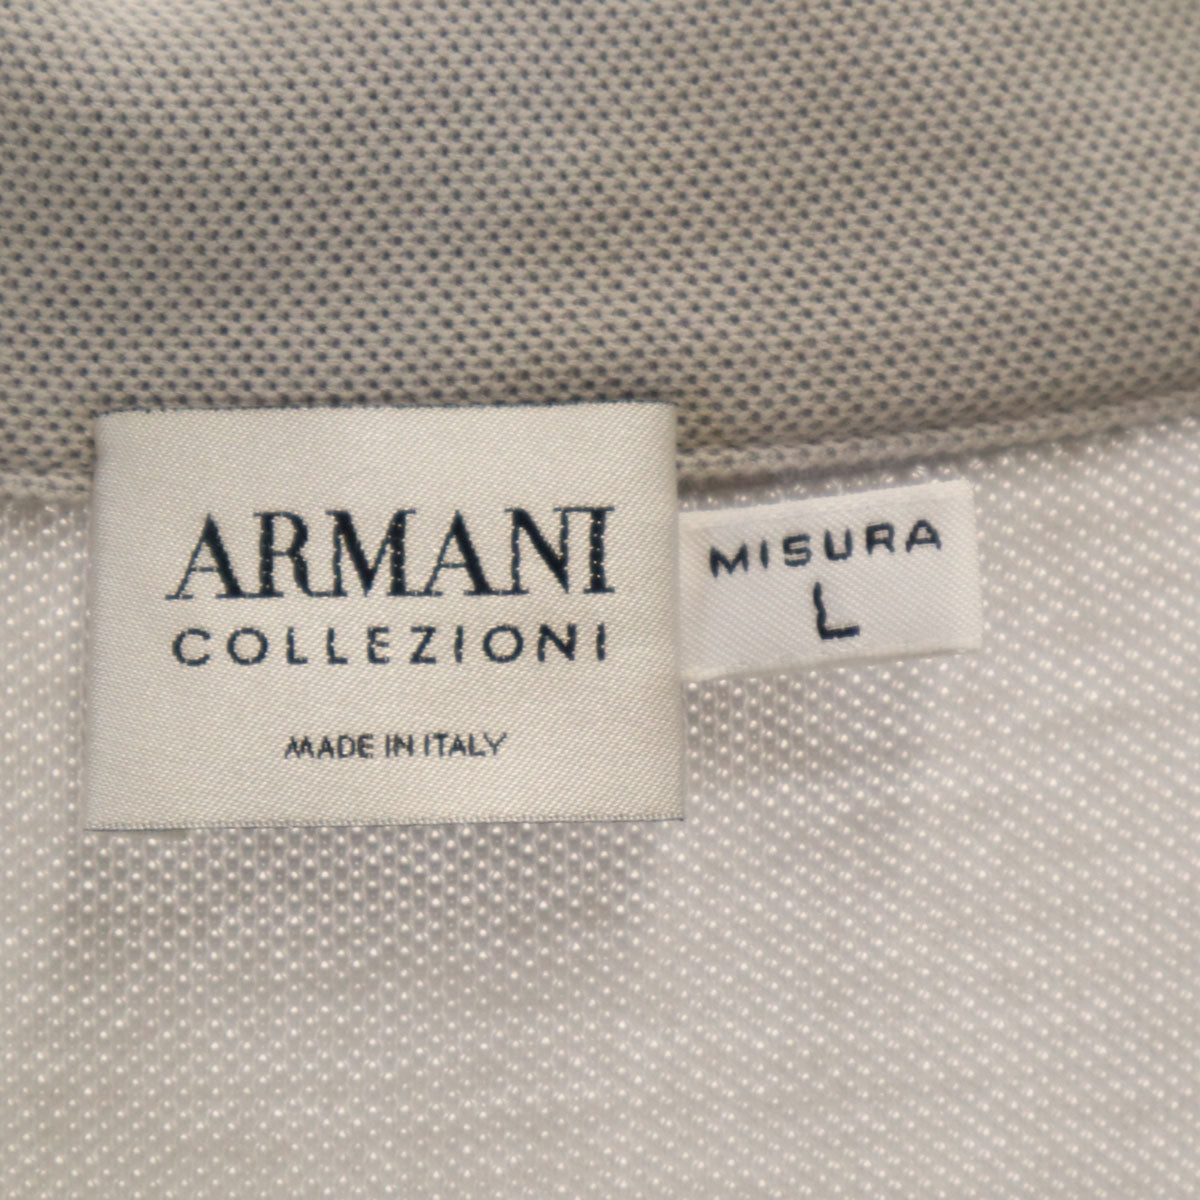 ARMANI
COLLEZIONI
MADE IN ITALY
MISURA
L